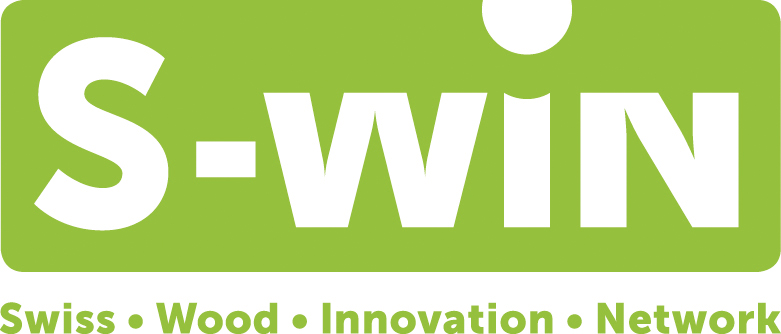 S-WiN
Swiss • Wood • Innovation • Network